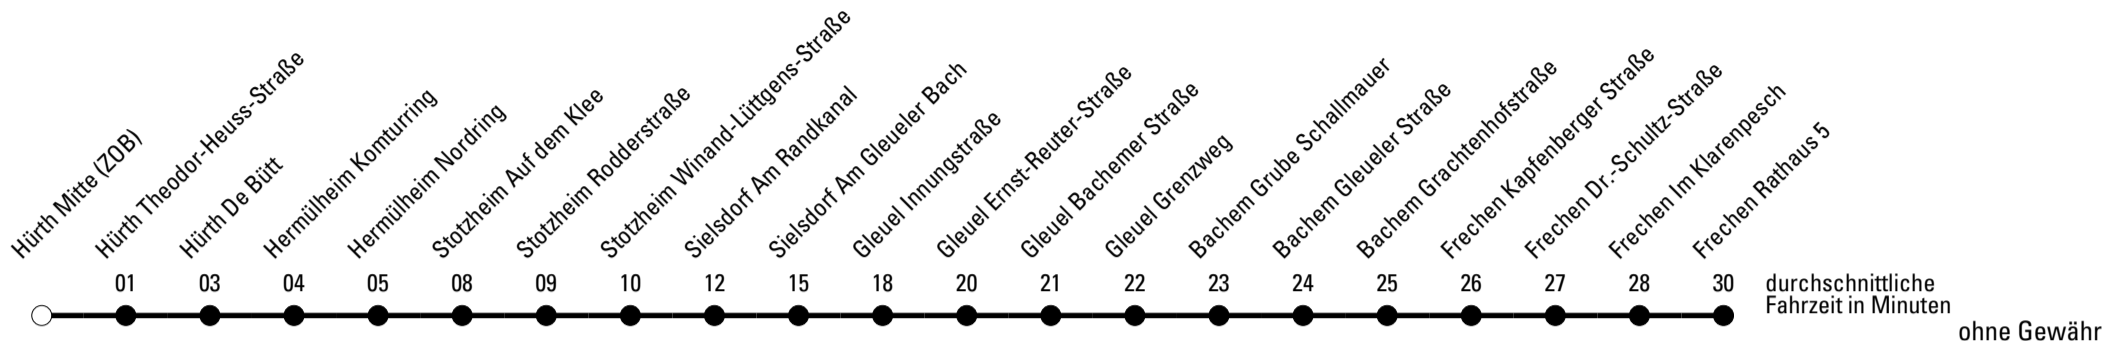 Hürth Mitte (ZOB)
Hürth Theodor-Heuss-Straße
Hürth De Bütt
Hermülheim Komturring
Hermülheim Nordring
Stotzheim Auf dem Klee
Stotzheim Rodderstraße
Stotzheim Winand-Lüttgens-Straße
Sielsdorf Am Randkanal
Sielsdorf Am Gleueler Bach
Gleuel Innungstraße
Gleuel Ernst-Reuter-Straße
Gleuel Bachemer Straße
Gleuel Grenzweg
Bachem Grube Schallmauer
Bachem Gleueler Straße
Bachem Grachtenhofstraße
Frechen Kapfenberger Straße
Frechen Dr.-Schultz-Straße
Frechen Im Klarenpesch
Frechen Rathaus 5
01 03 04 05 08 09 10 12 15 18 20 21 22 23 24 25 26 27 28 30
durchschnittliche
Fahrzeit in Minuten
ohne Gewähr